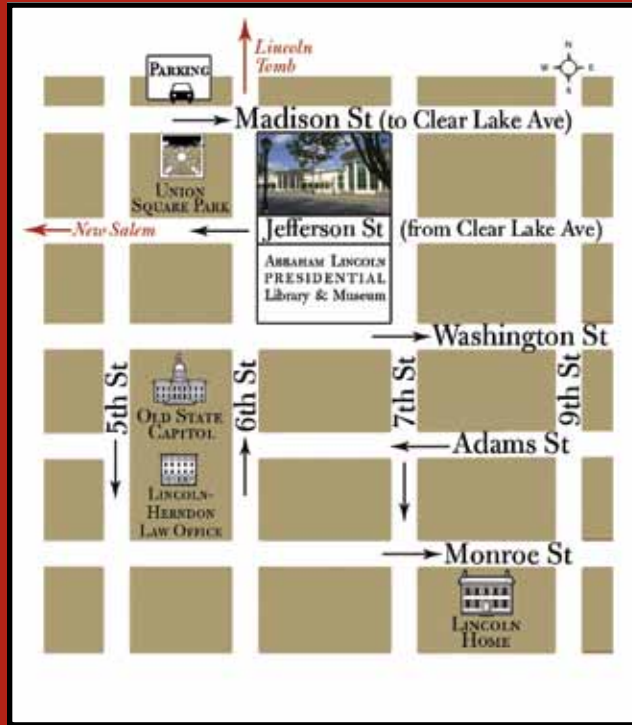 Lincoln
Tomb
PARKING
N
W E
S
Madison St (to Clear Lake Ave)
UNION
SQUARE PARK
New Salem
Jefferson St (from Clear Lake Ave)
ABRAHAM LINCOLN
PRESIDENTIAL
Library & Museum
Washington St
5th St
OLD STATE
CAPITOL
6th St
7th St
9th St
Adams St
LINCOLN-
HERNDON
LAW OFFICE
Monroe St
LINCOLN
HOME